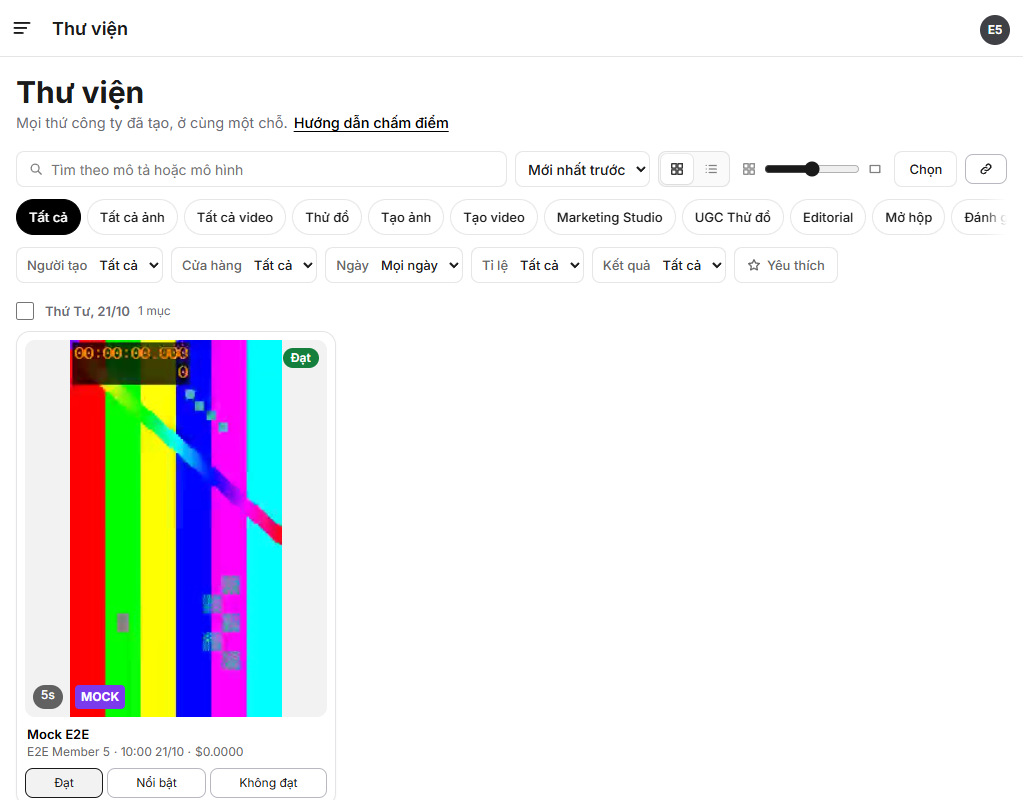 Thư viện
E5
Thư viện
Mọi thứ công ty đã tạo, ở cùng một chỗ. Hướng dẫn chấm điểm
Tìm theo mô tả hoặc mô hình
Mới nhất trước
Chọn
Tất cả
Tất cả ảnh
Tất cả video
Thử đồ
Tạo ảnh
Tạo video
Marketing Studio
UGC Thử đồ
Editorial
Mở hộp
Đánh
Người tạo Tất cả
Cửa hàng Tất cả
Ngày Mọi ngày
Tỉ lệ Tất cả
Kết quả Tất cả
Yêu thích
Thứ Tư, 21/10 1 mục
00:00:00.000
0
Đạt
5s
MOCK
Mock E2E
E2E Member 5 · 10:00 21/10 · $0.0000
Đạt
Nổi bật
Không đạt